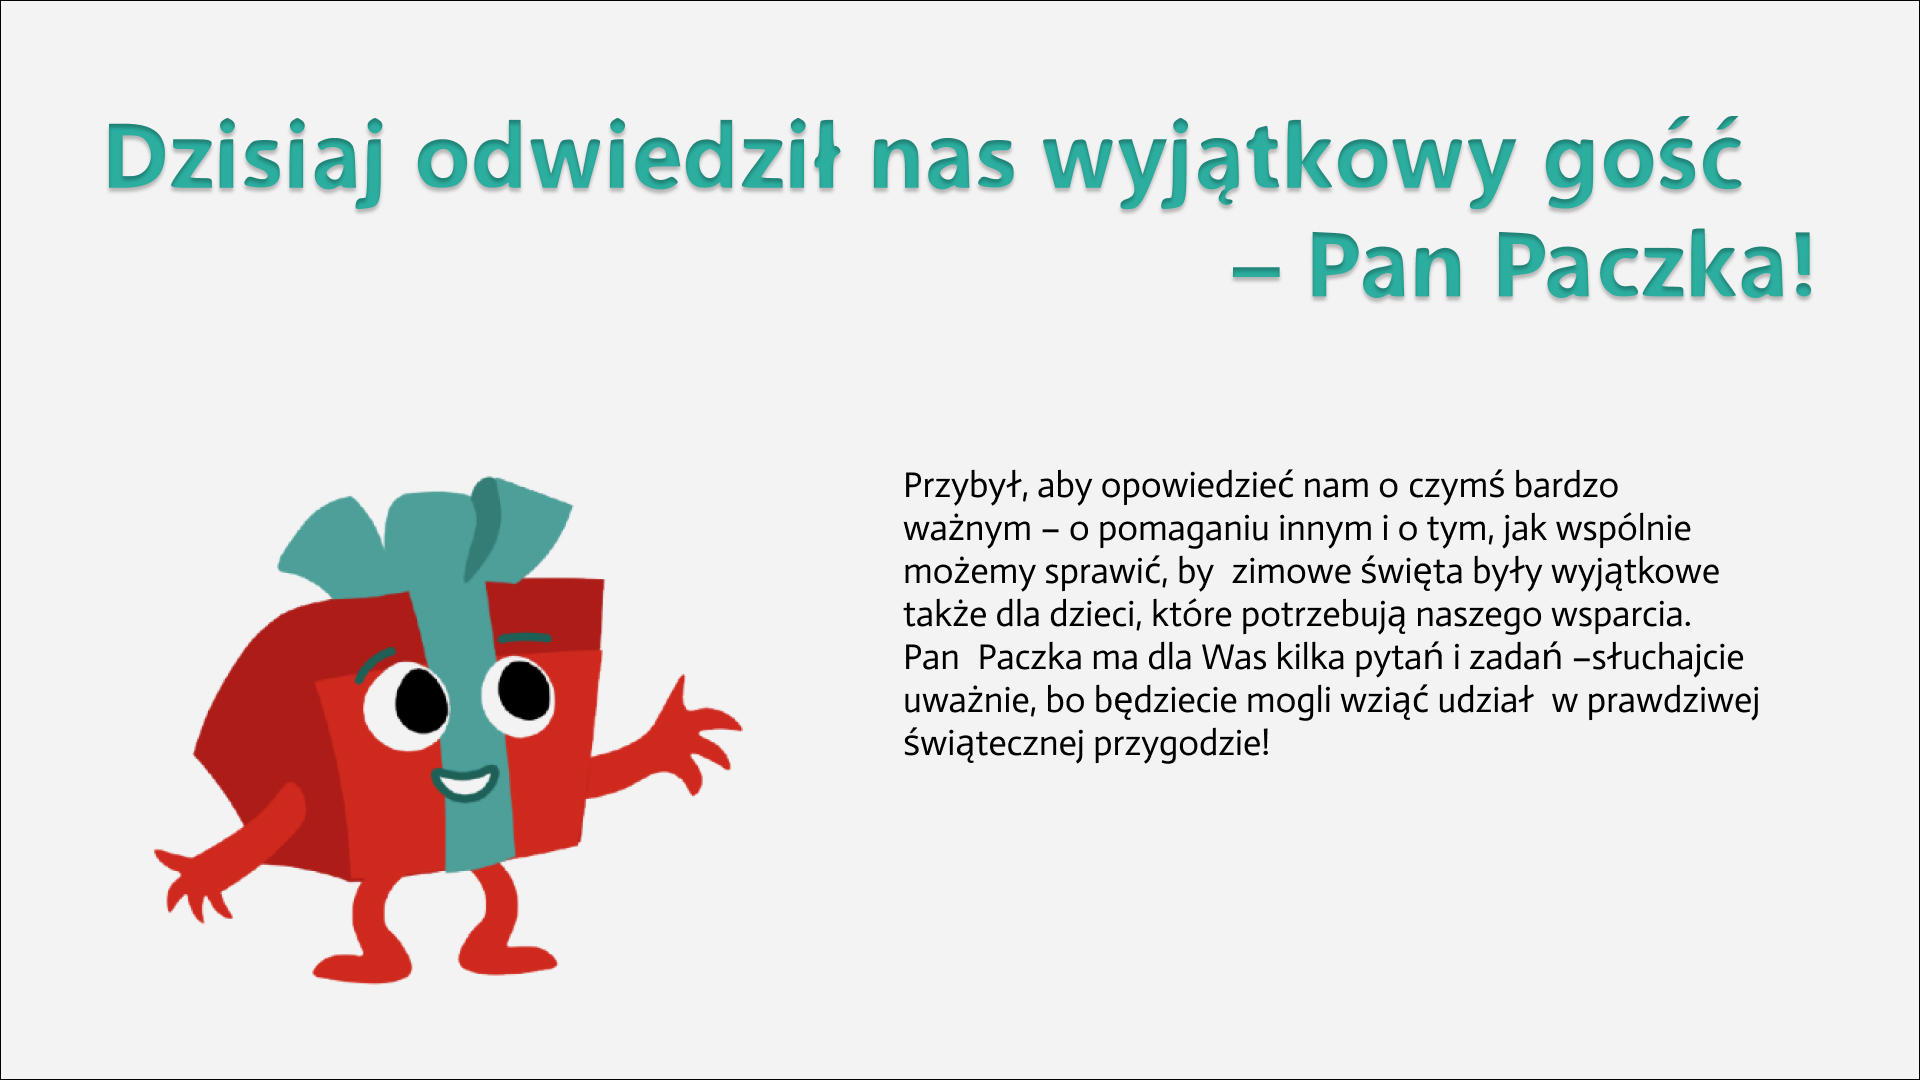 Dzisiaj odwiedził nas wyjątkowy gość
– Pan Paczka!
Przybył, aby opowiedzieć nam o czymś bardzo
ważnym – o pomaganiu innym i o tym, jak wspólnie
możemy sprawić, by  zimowe święta były wyjątkowe
także dla dzieci, które potrzebują naszego wsparcia.
Pan  Paczka ma dla Was kilka pytań i zadań –słuchajcie
uważnie, bo będziecie mogli wziąć udział  w prawdziwej
świątecznej przygodzie!